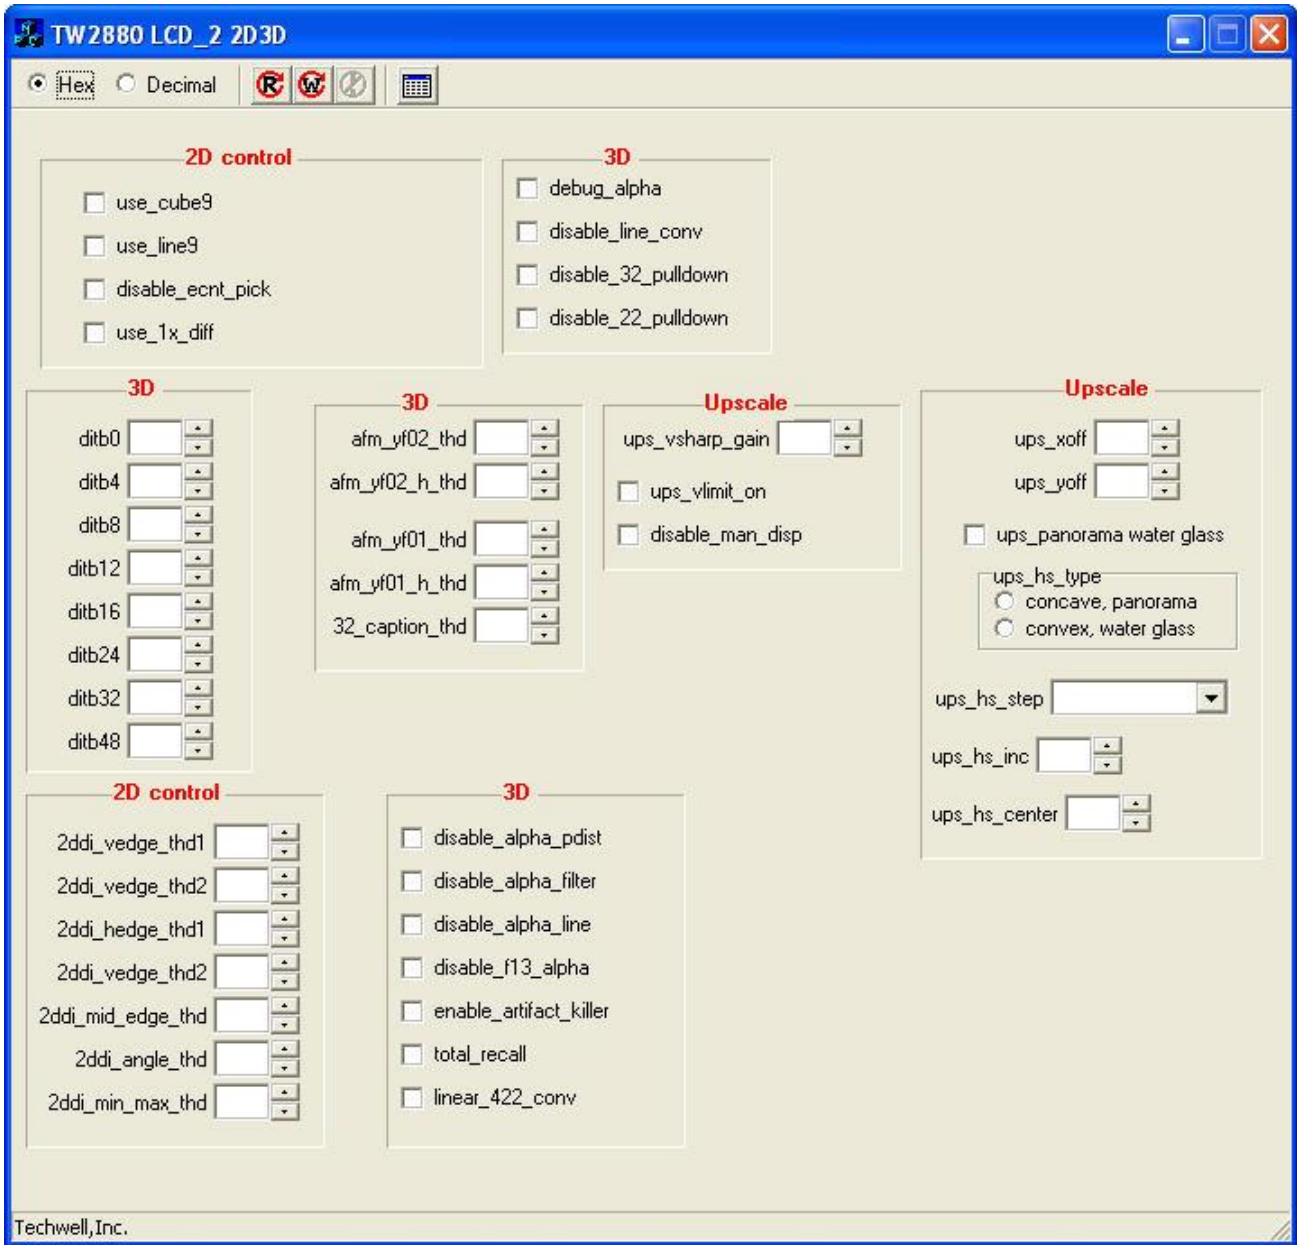 TW2880 LCD_2 2D3D
Hex Decimal R W
2D control
use_cube9
use_line9
disable_ecnt_pick
use_1x_diff
3D
debug_alpha
disable_line_conv
disable_32_pulldown
disable_22_pulldown
3D
ditb0
ditb4
ditb8
ditb12
ditb16
ditb24
ditb32
ditb48
3D
afm_yf02_thd
afm_yf02_h_thd
afm_yf01_thd
afm_yf01_h_thd
32_caption_thd
Upscale
ups_vsharp_gain
ups_vlimit_on
disable_man_disp
Upscale
ups_xoff
ups_yoff
ups_panorama water glass
ups_hs_type
concave, panorama
convex, water glass
ups_hs_step
ups_hs_inc
ups_hs_center
2D control
2ddi_vedge_thd1
2ddi_vedge_thd2
2ddi_hedge_thd1
2ddi_vedge_thd2
2ddi_mid_edge_thd
2ddi_angle_thd
2ddi_min_max_thd
3D
disable_alpha_pdist
disable_alpha_filter
disable_alpha_line
disable_f13_alpha
enable_artifact_killer
total_recall
linear_422_conv
Techwell,Inc.